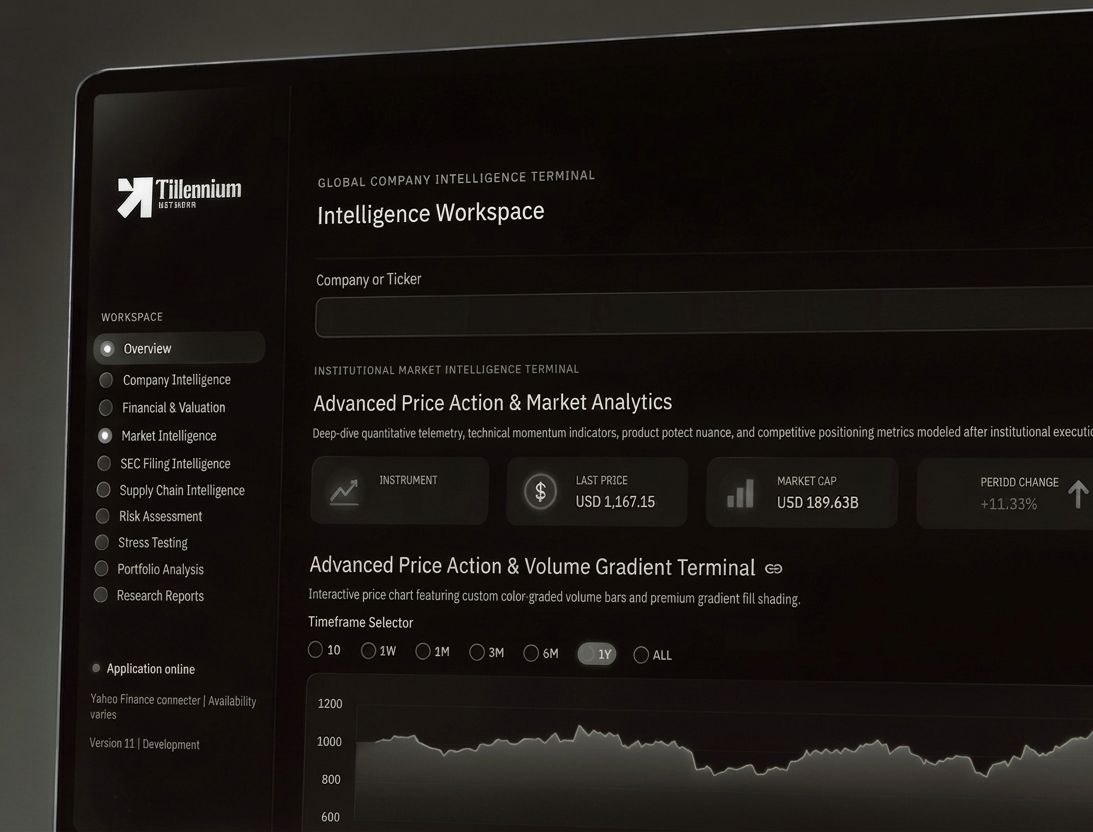 Tillennium
GLOBAL COMPANY INTELLIGENCE TERMINAL
Intelligence Workspace
Company or Ticker
WORKSPACE
Overview
Company Intelligence
Financial & Valuation
Market Intelligence
SEC Filing Intelligence
Supply Chain Intelligence
Risk Assessment
Stress Testing
Portfolio Analysis
Research Reports
Application online
Yaheo Finance connecter | Availability
varies
Version 11 | Development
INSTITUTIONAL MARKET INTELLIGENCE TERMINAL
Advanced Price Action & Market Analytics
Deep-dive quantitative telemetry, technical momentum indicators, product potect nuance, and competitive positioning metrics modeled after institutional executio
INSTRUMENT
LAST PRICE
USD 1,167.15
MARKET CAP
USD 189.63B
PERIDD CHANGE
+11.33%
Advanced Price Action & Volume Gradient Terminal
Interactive price chart featuring custom color-graded volume bars and premium gradient fill shading.
Timeframe Selector
10 1W 1M 3M 6M 1Y ALL
1200
1000
800
600